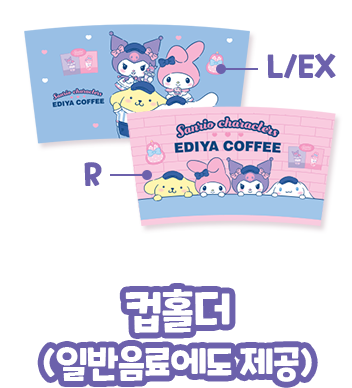 L/EX
Sanrio characters
EDIYA COFFEE
Sanrio characters
EDIYA COFFEE
R
컵홀더
(일반음료에도 제공)